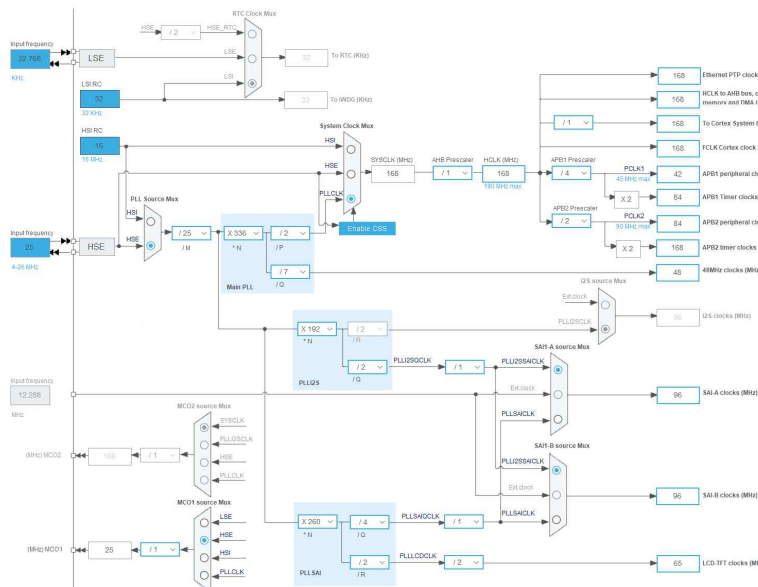 RTC Clock Mux
HSE
/ 2
HSE_RTC
Input frequency
32.768
KHz
LSE
LSE
32
To RTC (KHz)
LSI RC
32
32 KHz
LSI
32
To IWDG (KHz)
HSI RC
16
16 MHz
System Clock Mux
HSI
HSE
PLLCLK
Enable CSS
SYSCLK (MHz)
168
AHB Prescaler
/ 1
HCLK (MHz)
168
180 MHz max
168
Ethernet PTP clock
168
HCLK to AHB bus, c
memory and DMA (
/ 1
168
To Cortex System t
168
FCLK Cortex clock
APB1 Prescaler
/ 4
PCLK1
45 MHz max
42
APB1 peripheral clo
X 2
84
APB1 Timer clocks
APB2 Prescaler
/ 2
PCLK2
90 MHz max
84
APB2 peripheral clo
X 2
168
APB2 timer clocks
48
48MHz clocks (MHz
PLL Source Mux
HSI
HSE
Input frequency
25
4-26 MHz
HSE
/ 25
/ M
X 336
* N
/ 2
/ P
/ 7
/ Q
Main PLL
I2S source Mux
Ext.clock
PLLI2SCLK
96
I2S clocks (MHz)
X 192
* N
/ 2
/ R
/ 2
/ Q
PLLI2S
PLLI2SQCLK
/ 1
SAI1-A source Mux
PLLI2SSAICLK
Ext.clock
PLLSAICLK
96
SAI-A clocks (MHz)
Input frequency
12.288
MHz
MCO2 source Mux
SYSCLK
PLLI2SCLK
HSE
PLLCLK
(MHz) MCO2
168
/ 1
SAI1-B source Mux
PLLI2SSAICLK
Ext.clock
PLLSAICLK
96
SAI-B clocks (MHz)
MCO1 source Mux
LSE
HSE
HSI
PLLCLK
(MHz) MCO1
25
/ 1
X 260
* N
/ 4
/ Q
/ 2
/ R
PLLSAI
PLLSAIQCLK
/ 1
PLLLCDCLK
/ 2
65
LCD-TFT clocks (MH